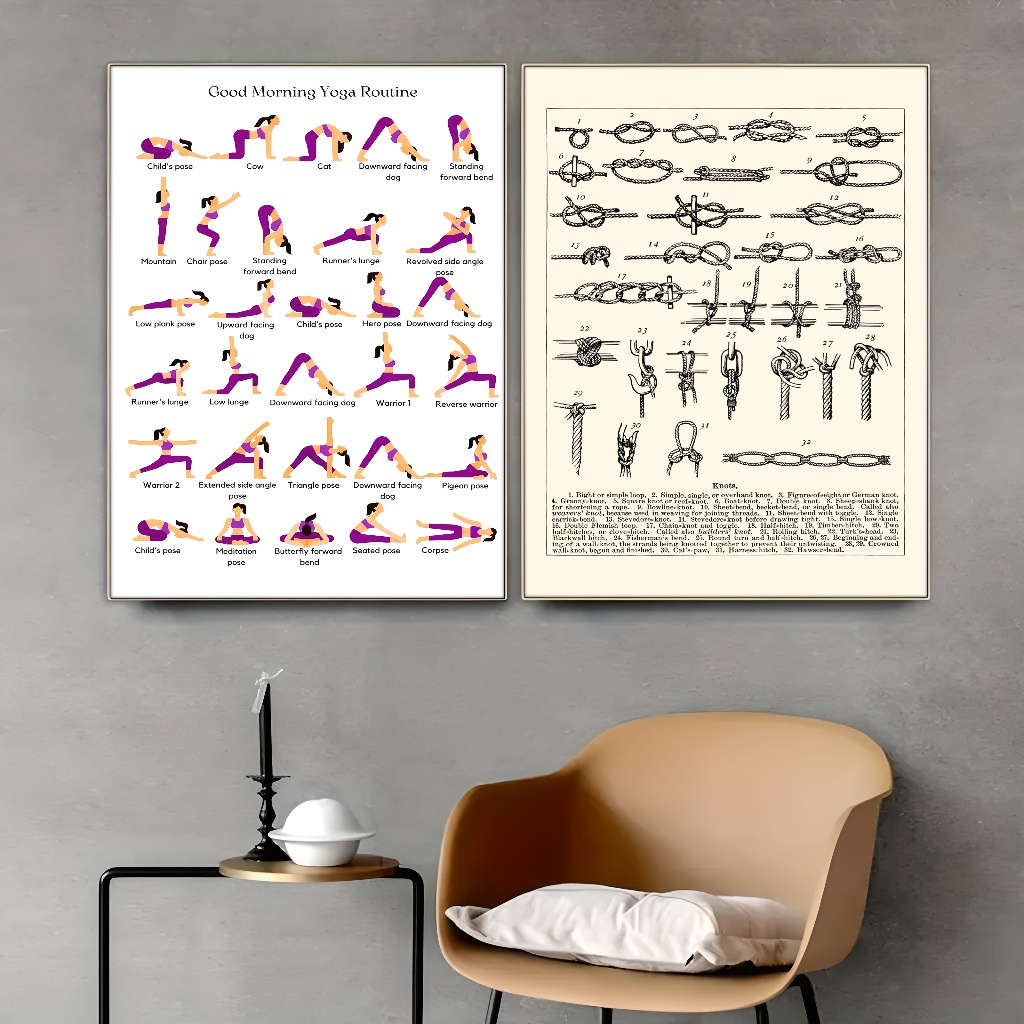 Good Morning Yoga Routine
Child's pose
Cow
Cat
Downward facing dog
Standing forward bend
Mountain
Chair pose
Standing forward bend
Runner's lunge
Revolved side angle pose
Low plank pose
Upward facing dog
Child's pose
Hero pose
Downward facing dog
Runner's lunge
Low lunge
Downward facing dog
Warrior 1
Reverse warrior
Warrior 2
Extended side angle pose
Triangle pose
Downward facing dog
Pigeon pose
Child's pose
Meditation pose
Butterfly forward bend
Seated pose
Corpse
1 2 3 4 5
6 7 8 9
10 11 12
13 14 15 16
17 18 19 20 21
22 23 24 25 26 27 28
29 30 31 32
Knots.
1. Bight or simple loop. 2. Simple, single, or overhand knot. 3. Figure-of-eight or German knot.
4. Granny-knot. 5. Square knot or reef-knot. 6. Boat-knot. 7. Double knot. 8. Sheep-shank knot,
for shortening a rope. 9. Bowline-knot. 10. Sheet-bend, becket-bend, or single bend. Called also
weavers' knot, because used in weaving for joining threads. 11. Sheet-bend with toggle. 12. Single
carrick-bend. 13. Stevedore-knot. 14. Stevedore-knot before drawing tight. 15. Single bow-knot.
16. Double Flemish loop. 17. Chain-knot and toggle. 18. Half-hitch. 19. Timber-hitch. 20. Two
half-hitches, or clove-hitch. Called also builders' knot. 21. Rolling hitch. 22. Turk's-head. 23.
Blackwall hitch. 24. Fisherman's bend. 25. Round turn and half-hitch. 26, 27. Beginning and end-
ing of a wall-knot, the strands being knotted together to prevent their untwisting. 28, 29. Crowned
wall-knot, begun and finished. 30. Cat's-paw. 31. Harness-hitch. 32. Hawser-bend.